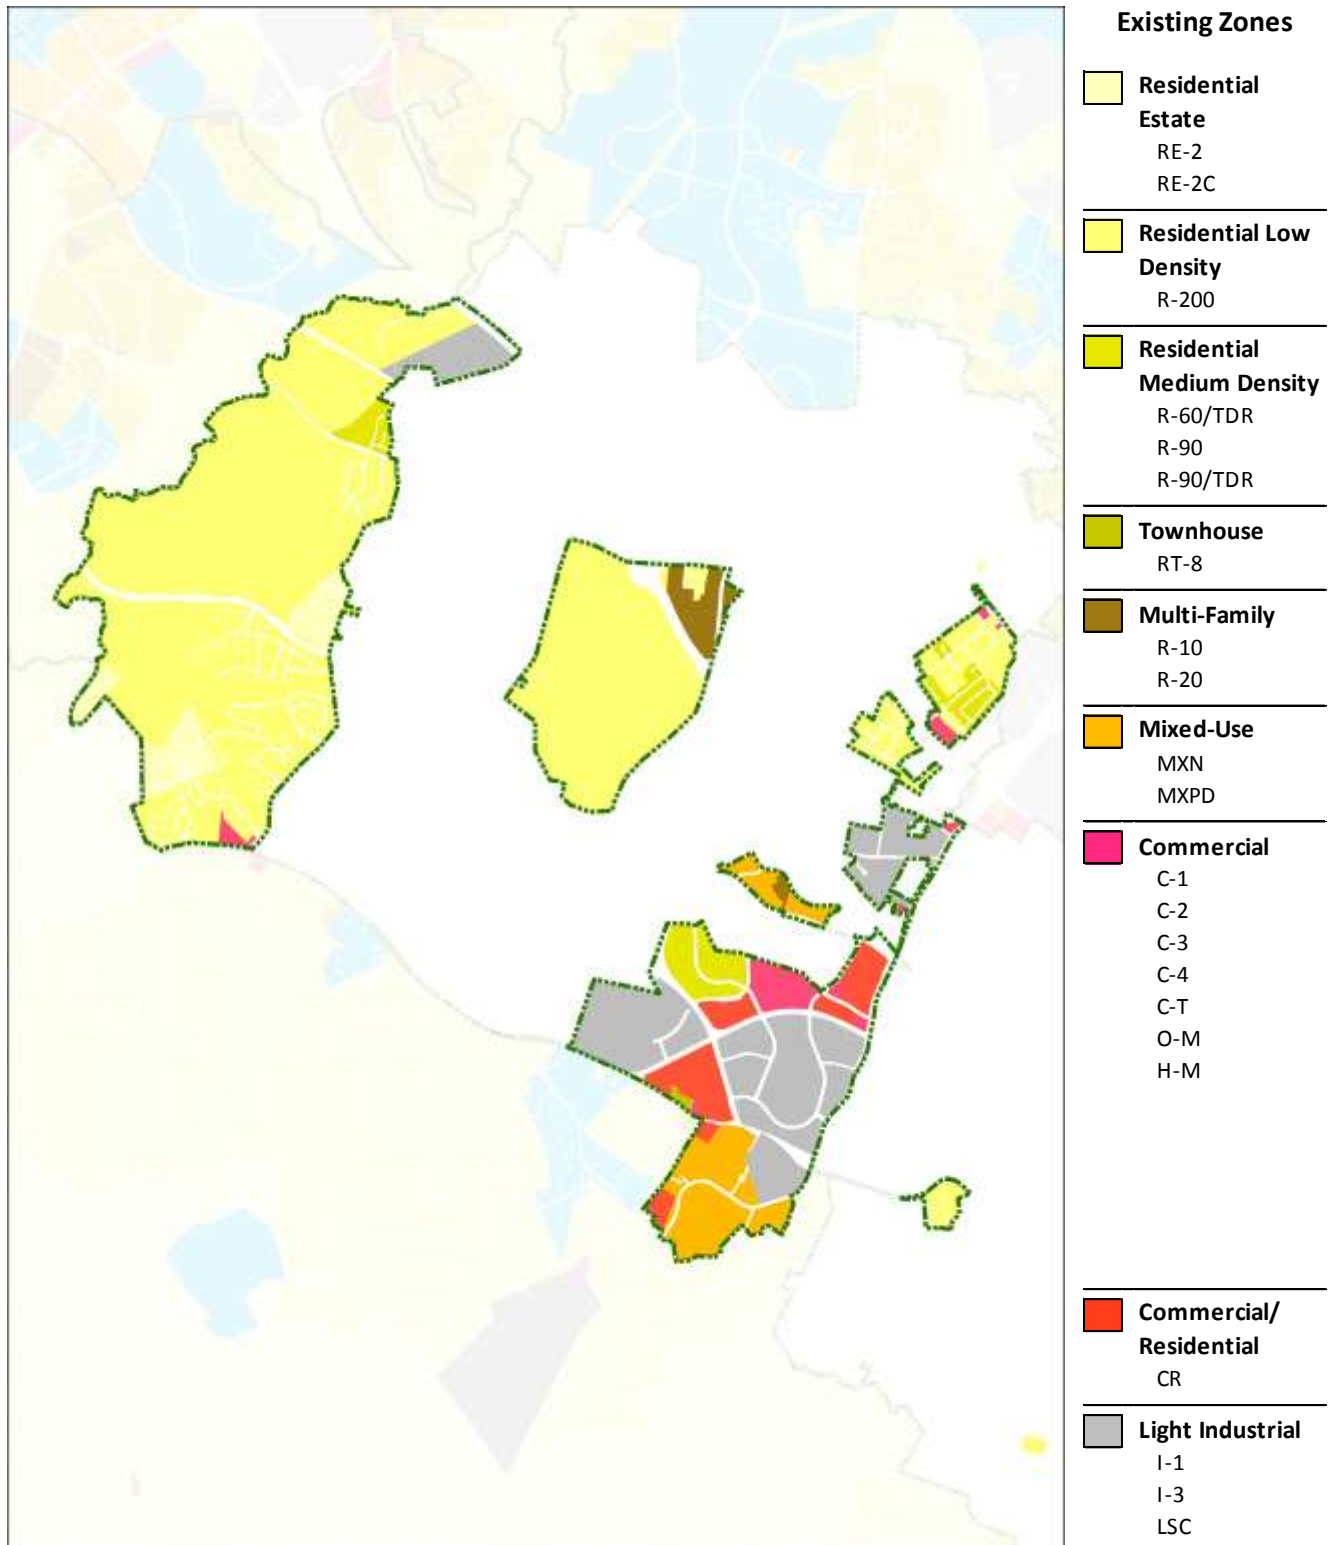 Existing Zones
Residential
Estate
RE-2
RE-2C
Residential Low
Density
R-200
Residential
Medium Density
R-60/TDR
R-90
R-90/TDR
Townhouse
RT-8
Multi-Family
R-10
R-20
Mixed-Use
MXN
MXPD
Commercial
C-1
C-2
C-3
C-4
C-T
O-M
H-M
Commercial/
Residential
CR
Light Industrial
I-1
I-3
LSC